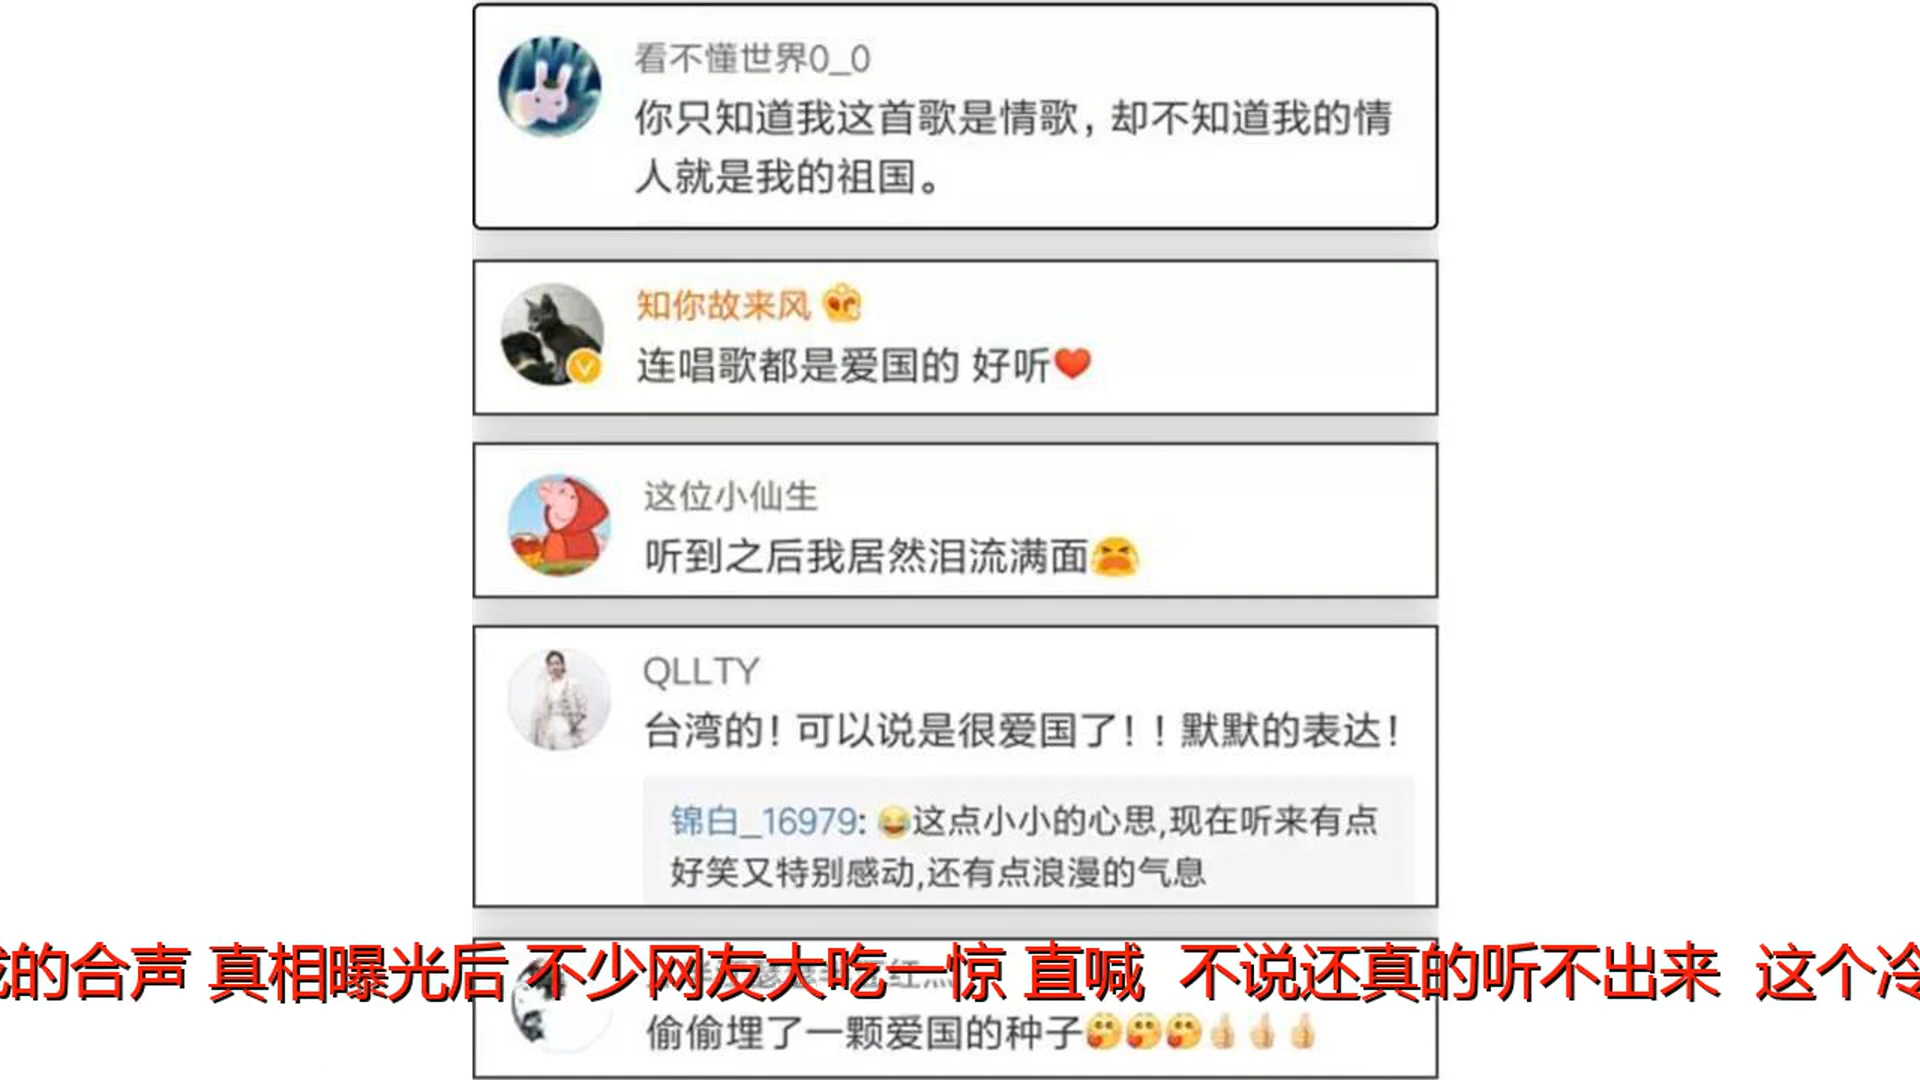 看不懂世界0_0
你只知道我这首歌是情歌，却不知道我的情
人就是我的祖国。
知你故来风
连唱歌都是爱国的 好听
这位小仙生
听到之后我居然泪流满面
QLLTY
台湾的！可以说是很爱国了！！默默的表达！
锦白_16979: 这点小小的心思,现在听来有点
好笑又特别感动,还有点浪漫的气息
的合声 真相曝光后 不少网友大吃一惊 直喊 不说还真的听不出来 这个冷
偷偷埋了一颗爱国的种子